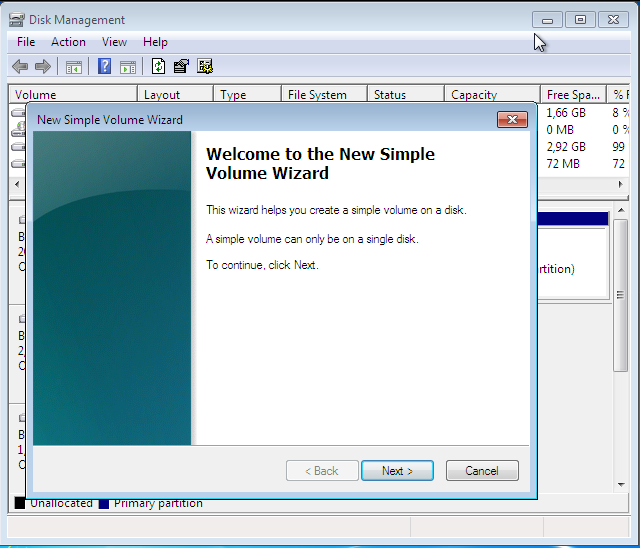 Disk Management
File Action View Help
Volume Layout Type File System Status Capacity Free Spa... %
1,66 GB 8 %
0 MB 0 %
2,92 GB 99
72 MB 72
New Simple Volume Wizard
Welcome to the New Simple
Volume Wizard
This wizard helps you create a simple volume on a disk.
A simple volume can only be on a single disk.
To continue, click Next.
< Back Next > Cancel
B
20
O
rtition)
B
2,
O
B
1,
O
Unallocated Primary partition